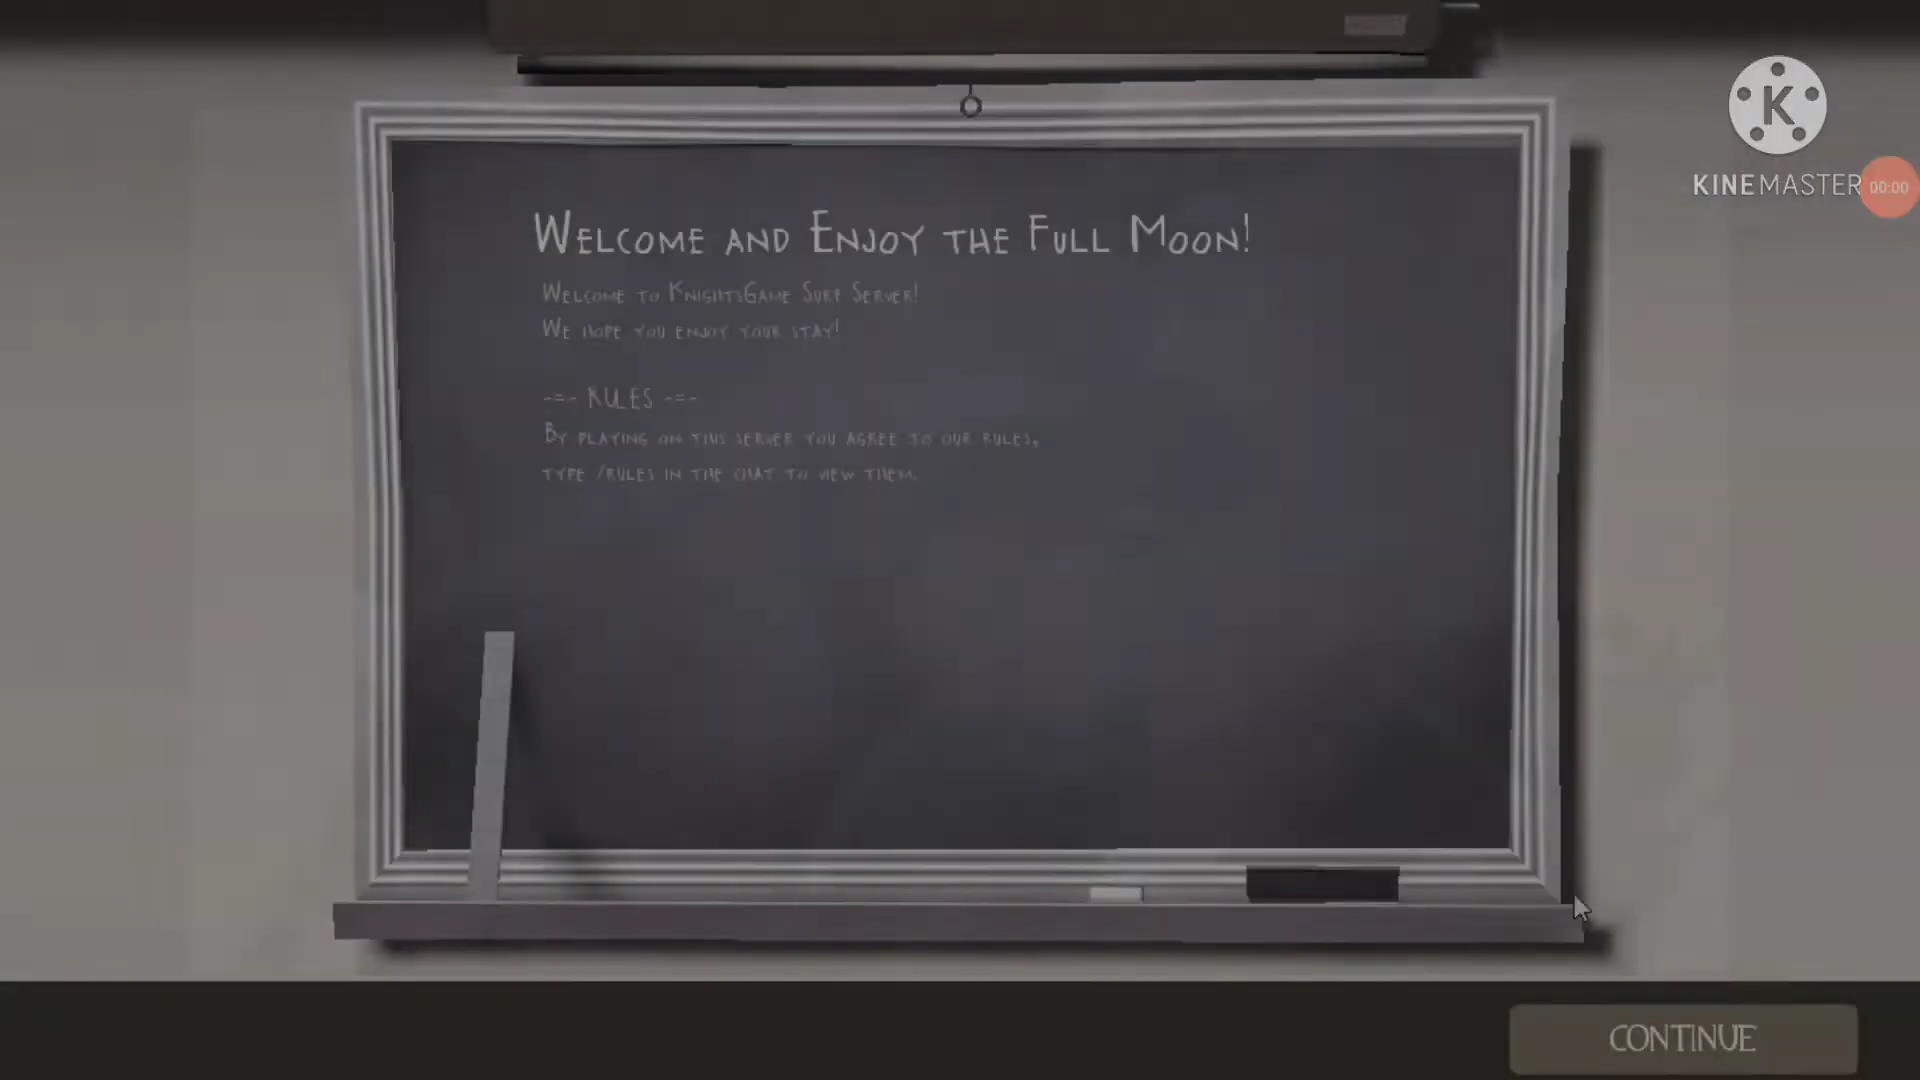 KINEMASTER
00:00
WELCOME AND ENJOY THE FULL MOON!
WELCOME TO KNIGHTSGAME SURF SERVER!
WE HOPE YOU ENJOY YOUR STAY!
-=- RULES -=-
BY PLAYING ON THIS SERVER YOU AGREE TO OUR RULES,
TYPE /RULES IN THE CHAT TO VIEW THEM.
CONTINUE